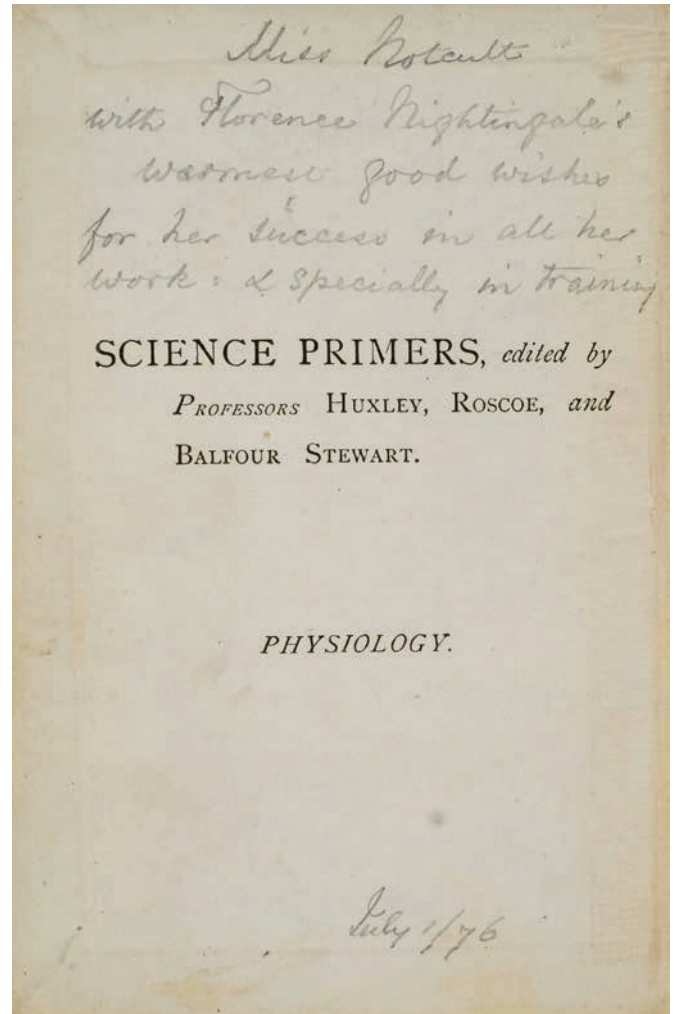 Miss Notcutt
with Florence Nightingale's
warmest good wishes
for her success in all her
work: & specially in training
SCIENCE PRIMERS, edited by
PROFESSORS HUXLEY, ROSCOE, and
BALFOUR STEWART.
PHYSIOLOGY.
July 1/76